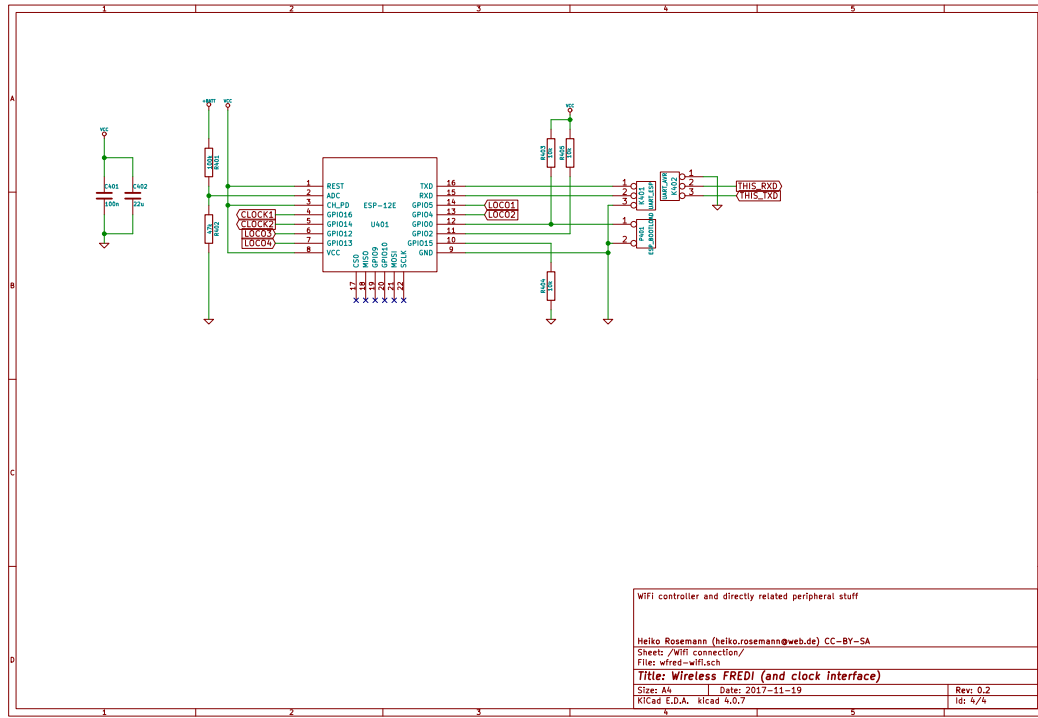 1 2 3 4 5
A
B
C
D
+BATT VCC
VCC
VCC
C401
100n
C402
22u
100k
R401
47k
R402
R403
10k
R405
10k
R404
10k
1 REST
2 ADC
3 CH_PD
4 GPIO16
5 GPIO14
6 GPIO12
7 GPIO13
8 VCC
ESP-12E
U401
TXD 16
RXD 15
GPIO5 14
GPIO4 13
GPIO0 12
GPIO2 11
GPIO15 10
GND 9
CS0 17
MISO 18
GPIO9 19
GPIO10 20
MOSI 21
SCLK 22
CLOCK1
CLOCK2
LOCO3
LOCO4
LOCO1
LOCO2
1
2
3
K401
UART_ESP
UART_AVR
K402
1
2
3
THIS_RXD
THIS_TXD
1
2
P401
ESP_BOOTLOAD
WiFi controller and directly related peripheral stuff
Heiko Rosemann (heiko.rosemann@web.de) CC-BY-SA
Sheet: /Wifi connection/
File: wfred-wifi.sch
Title: Wireless FREDI (and clock interface)
Size: A4 Date: 2017-11-19 Rev: 0.2
KiCad E.D.A. kicad 4.0.7 Id: 4/4
1 2 3 4 5